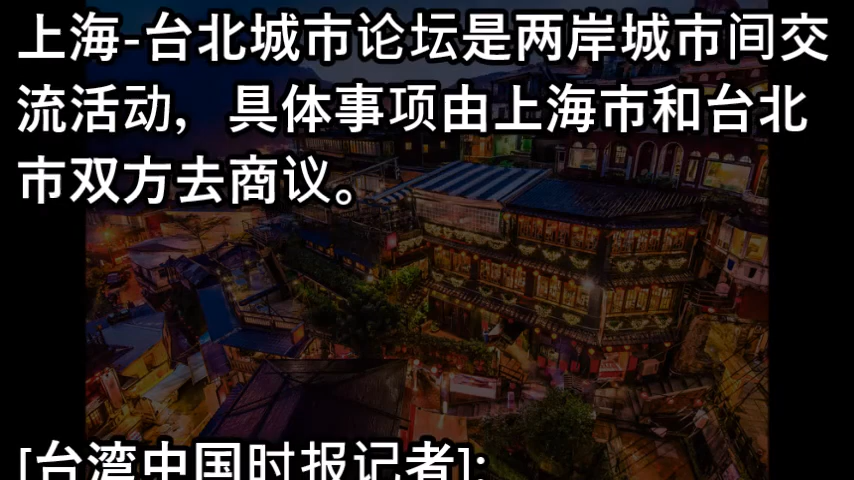 上海-台北城市论坛是两岸城市间交
流活动，具体事项由上海市和台北
市双方去商议。
[台湾中国时报记者]: